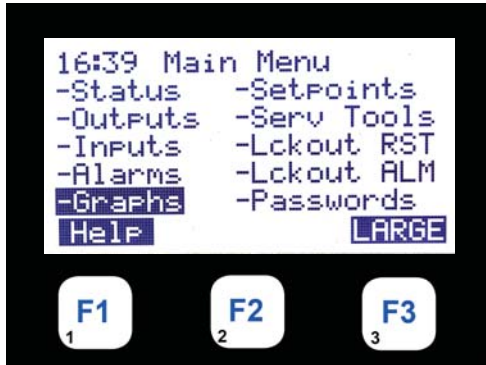 16:39 Main Menu
-Status -Setpoints
-Outputs -Serv Tools
-Inputs -Lckout RST
-Alarms -Lckout ALM
-Graphs -Passwords
Help LARGE
F1 F2 F3
1 2 3